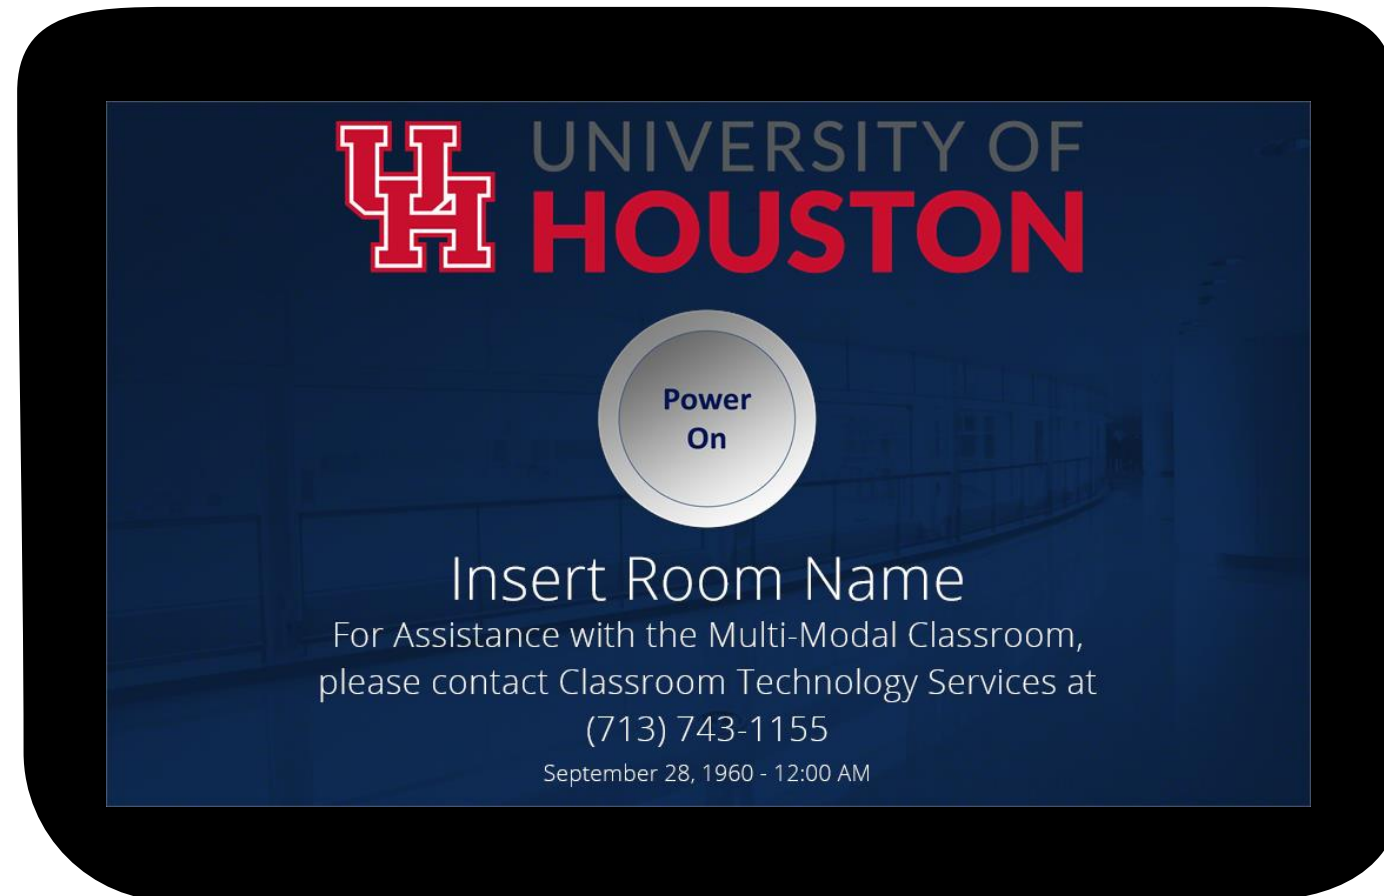 UH
UNIVERSITY OF
HOUSTON
Power
On
Insert Room Name
For Assistance with the Multi-Modal Classroom,
please contact Classroom Technology Services at
(713) 743-1155
September 28, 1960 - 12:00 AM